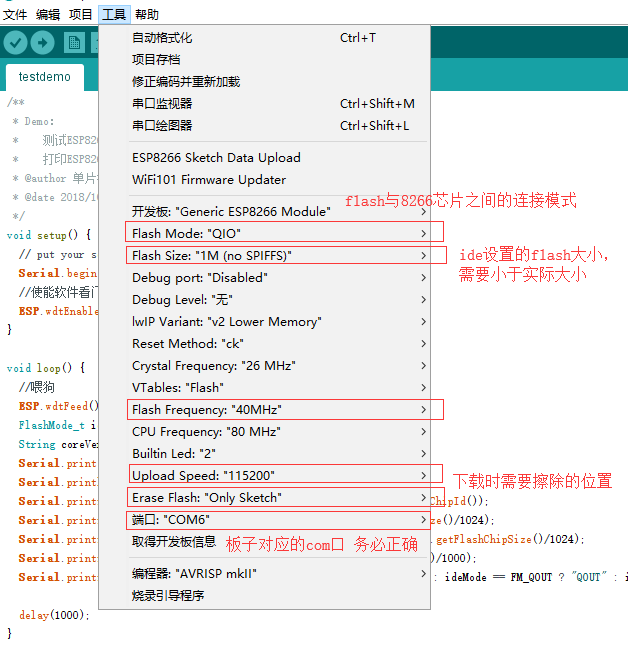 文件 编辑 项目 工具 帮助
testdemo
自动格式化 Ctrl+T
项目存档
修正编码并重新加载
串口监视器 Ctrl+Shift+M
串口绘图器 Ctrl+Shift+L
ESP8266 Sketch Data Upload
WiFi101 Firmware Updater
flash与8266芯片之间的连接模式
开发板: "Generic ESP8266 Module"
Flash Mode: "QIO"
Flash Size: "1M (no SPIFFS)"
ide设置的flash大小,
需要小于实际大小
Debug port: "Disabled"
Debug Level: "无"
lwIP Variant: "v2 Lower Memory"
Reset Method: "ck"
Crystal Frequency: "26 MHz"
VTables: "Flash"
Flash Frequency: "40MHz"
CPU Frequency: "80 MHz"
Builtin Led: "2"
Upload Speed: "115200"
下载时需要擦除的位置
Erase Flash: "Only Sketch"
端口: "COM6"
取得开发板信息
板子对应的com口 务必正确
编程器: "AVRISP mkII"
烧录引导程序
/**
* Demo:
* 测试ESP82
* 打印ESP82
* @author 单片
* @date 2018/10
*/
void setup() {
// put your s
Serial.begin
//使能软件看门
ESP.wdtEnable
}
void loop() {
//喂狗
ESP.wdtFeed()
FlashMode_t i
String coreVe
Serial.print
Serial.print
Serial.print ChipId());
Serial.print ze()/1024);
Serial.print .getFlashChipSize()/1024);
Serial.print )/1000);
Serial.print : ideMode == FM_QOUT ? "QOUT" : i
delay(1000);
}